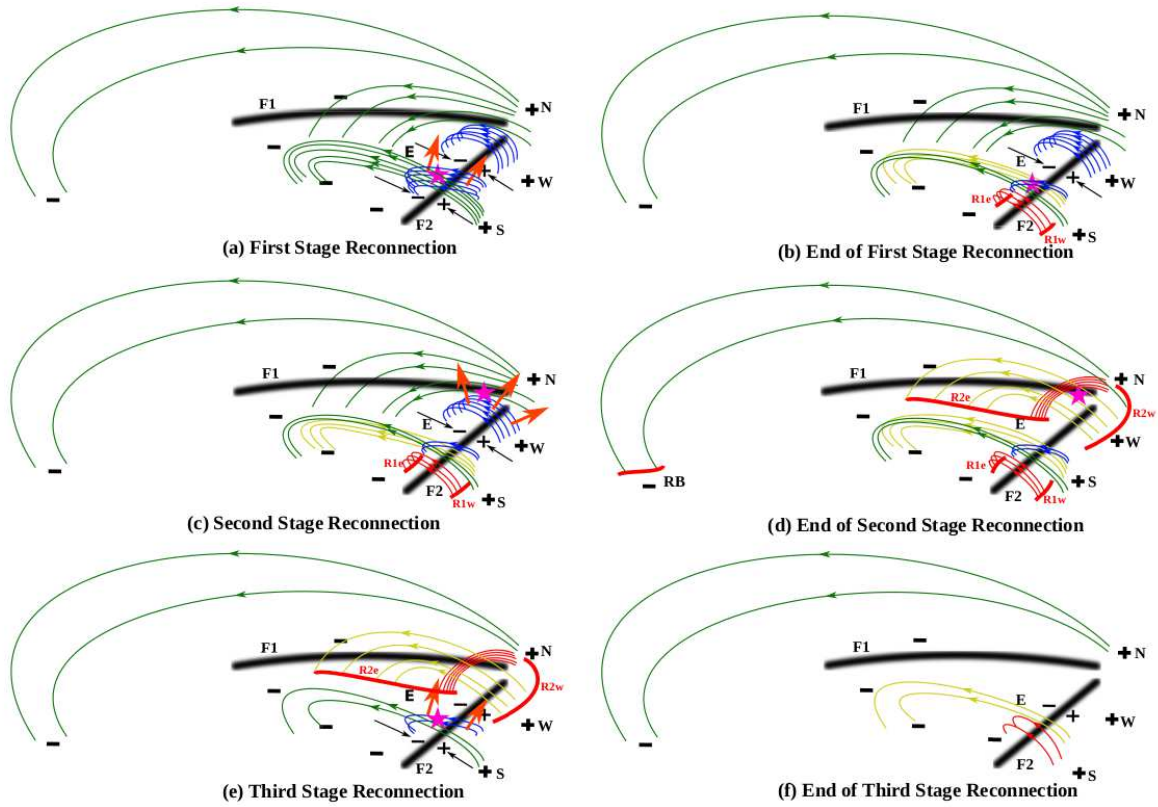 F1
−
+N
−
E
−
+
+W
−
−
−
−
+
F2
+S
(a) First Stage Reconnection
F1
−
+N
−
E
−
+
+W
−
R1e
−
−
F2
R1w
+S
(b) End of First Stage Reconnection
F1
−
+N
−
E
−
+
+W
−
−
R1e
−
F2
R1w
+S
(c) Second Stage Reconnection
F1
−
+N
R2e
R2w
−
E
+W
−
R1e
−
RB
−
−
F2
R1w
+S
(d) End of Second Stage Reconnection
F1
−
+N
R2e
R2w
−
E
−
+
+W
−
−
−
−
+
F2
+S
(e) Third Stage Reconnection
F1
−
+N
−
E
−
+
+W
−
−
F2
+S
(f) End of Third Stage Reconnection